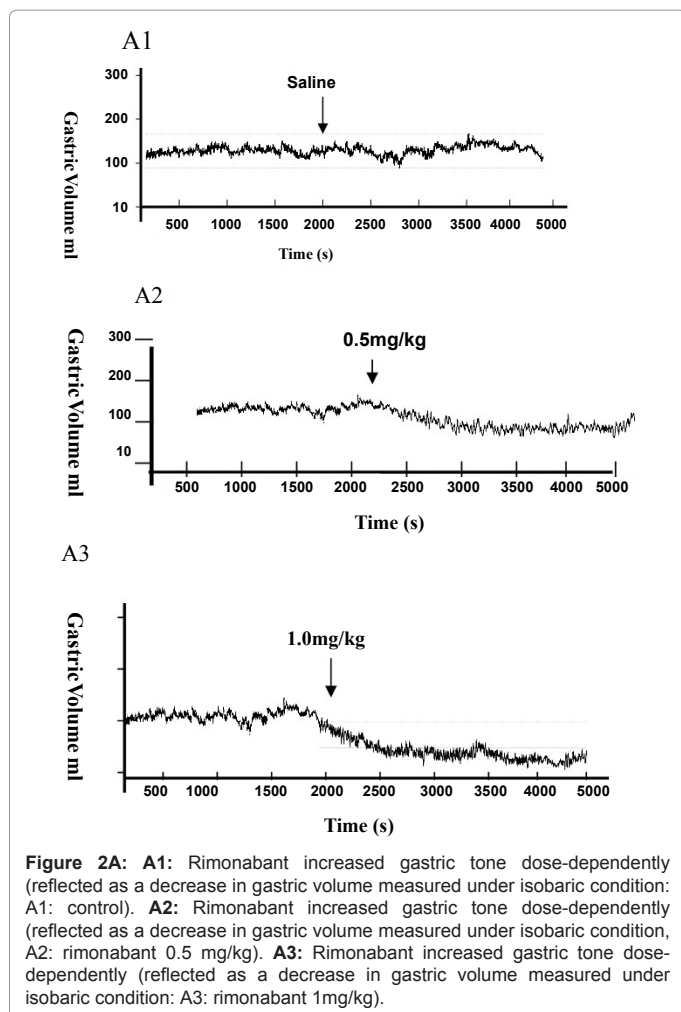 A1
300
200
100
10
Gastric Volume ml
Saline
500 1000 1500 2000 2500 3000 3500 4000 5000
Time (s)
A2
300
200
100
10
Gastric Volume ml
0.5mg/kg
500 1000 1500 2000 2500 3000 3500 4000 5000
Time (s)
A3
Gastric Volume ml
1.0mg/kg
500 1000 1500 2000 2500 3000 3500 4000 5000
Time (s)
Figure 2A: A1: Rimonabant increased gastric tone dose-dependently
(reflected as a decrease in gastric volume measured under isobaric condition:
A1: control). A2: Rimonabant increased gastric tone dose-dependently
(reflected as a decrease in gastric volume measured under isobaric condition,
A2: rimonabant 0.5 mg/kg). A3: Rimonabant increased gastric tone dose-
dependently (reflected as a decrease in gastric volume measured under
isobaric condition: A3: rimonabant 1mg/kg).